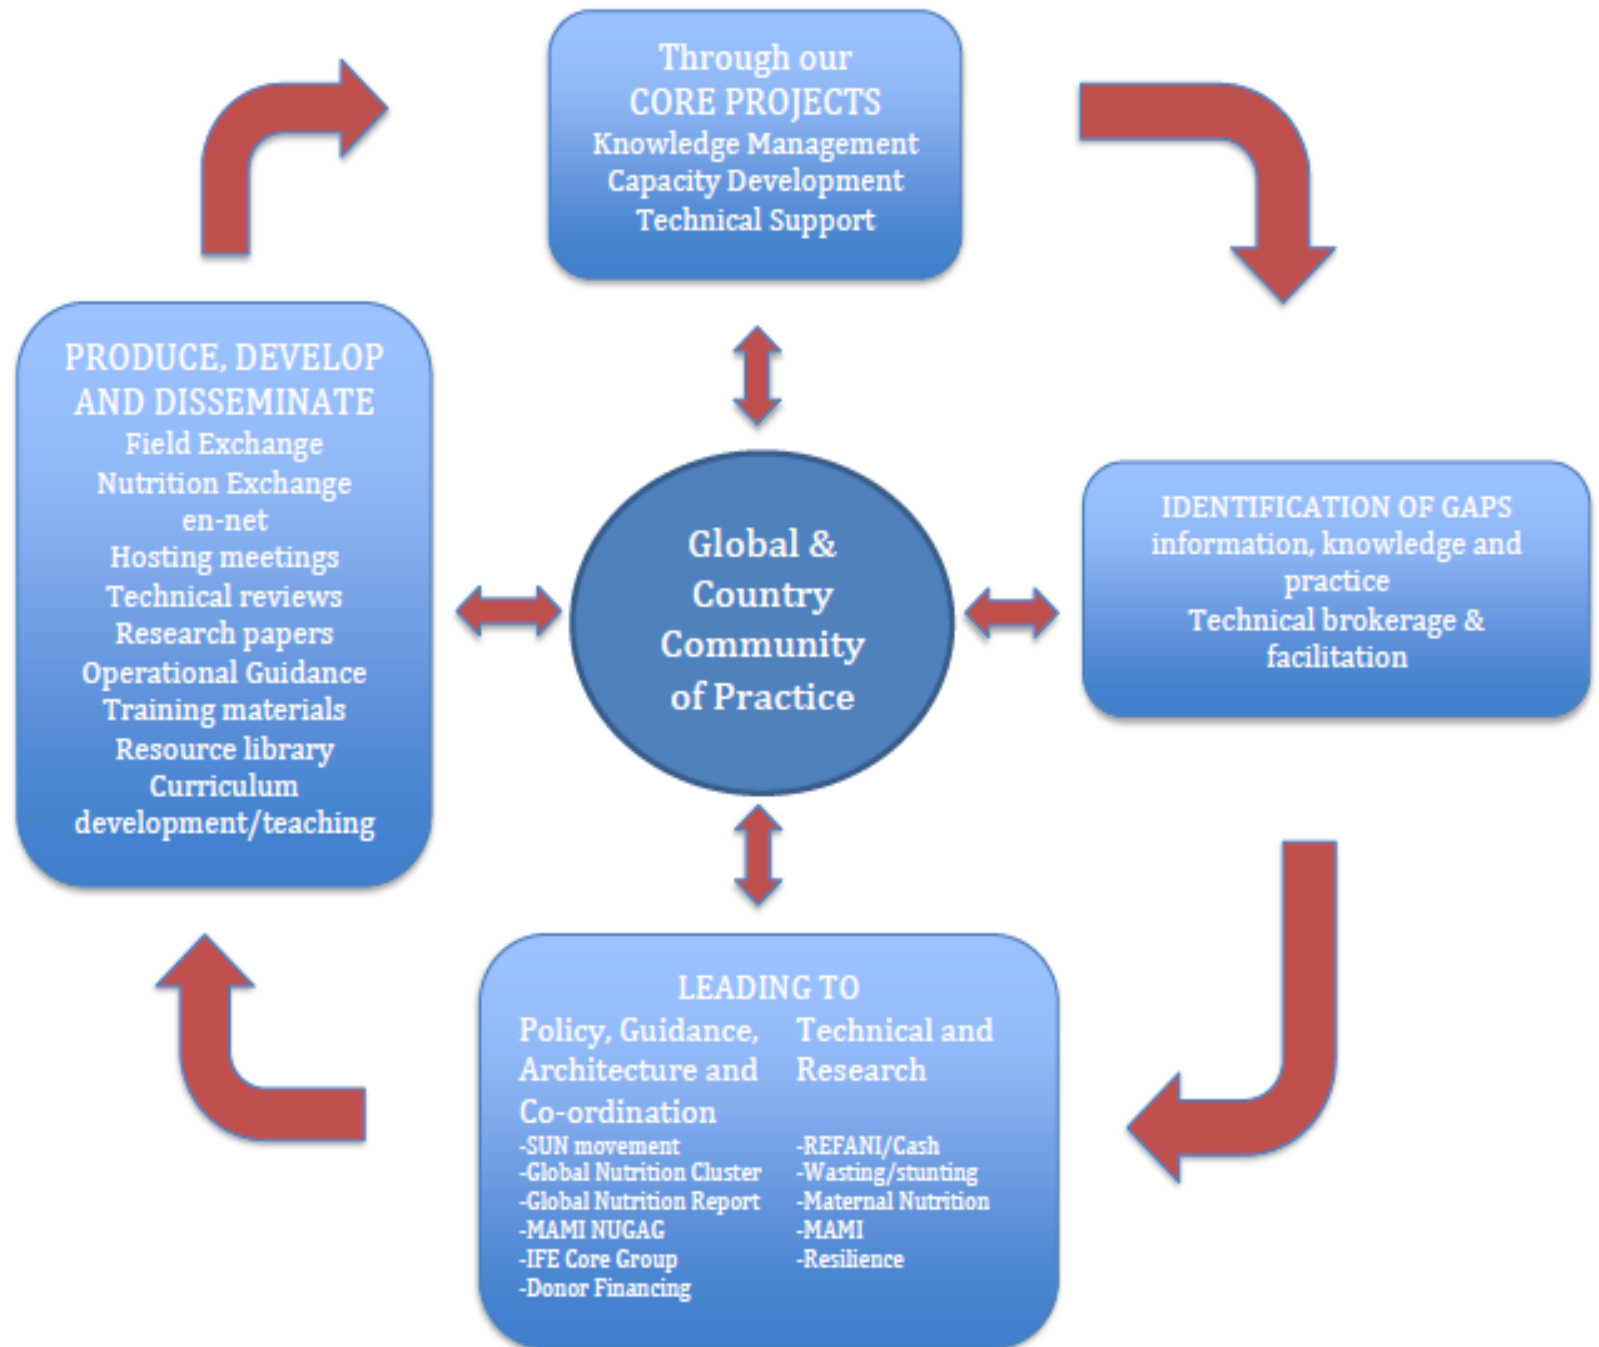 Through our
CORE PROJECTS
Knowledge Management
Capacity Development
Technical Support
PRODUCE, DEVELOP
AND DISSEMINATE
Field Exchange
Nutrition Exchange
en-net
Hosting meetings
Technical reviews
Research papers
Operational Guidance
Training materials
Resource library
Curriculum
development/teaching
Global &
Country
Community
of Practice
IDENTIFICATION OF GAPS
information, knowledge and
practice
Technical brokerage &
facilitation
LEADING TO
Policy, Guidance,
Architecture and
Co-ordination
-SUN movement
-Global Nutrition Cluster
-Global Nutrition Report
-MAMI NUGAG
-IFE Core Group
-Donor Financing
Technical and
Research
-REFANI/Cash
-Wasting/stunting
-Maternal Nutrition
-MAMI
-Resilience